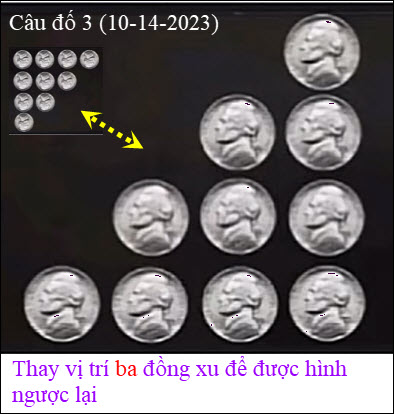 Câu đố 3 (10-14-2023)
Thay vị trí ba đồng xu để được hình
ngược lại